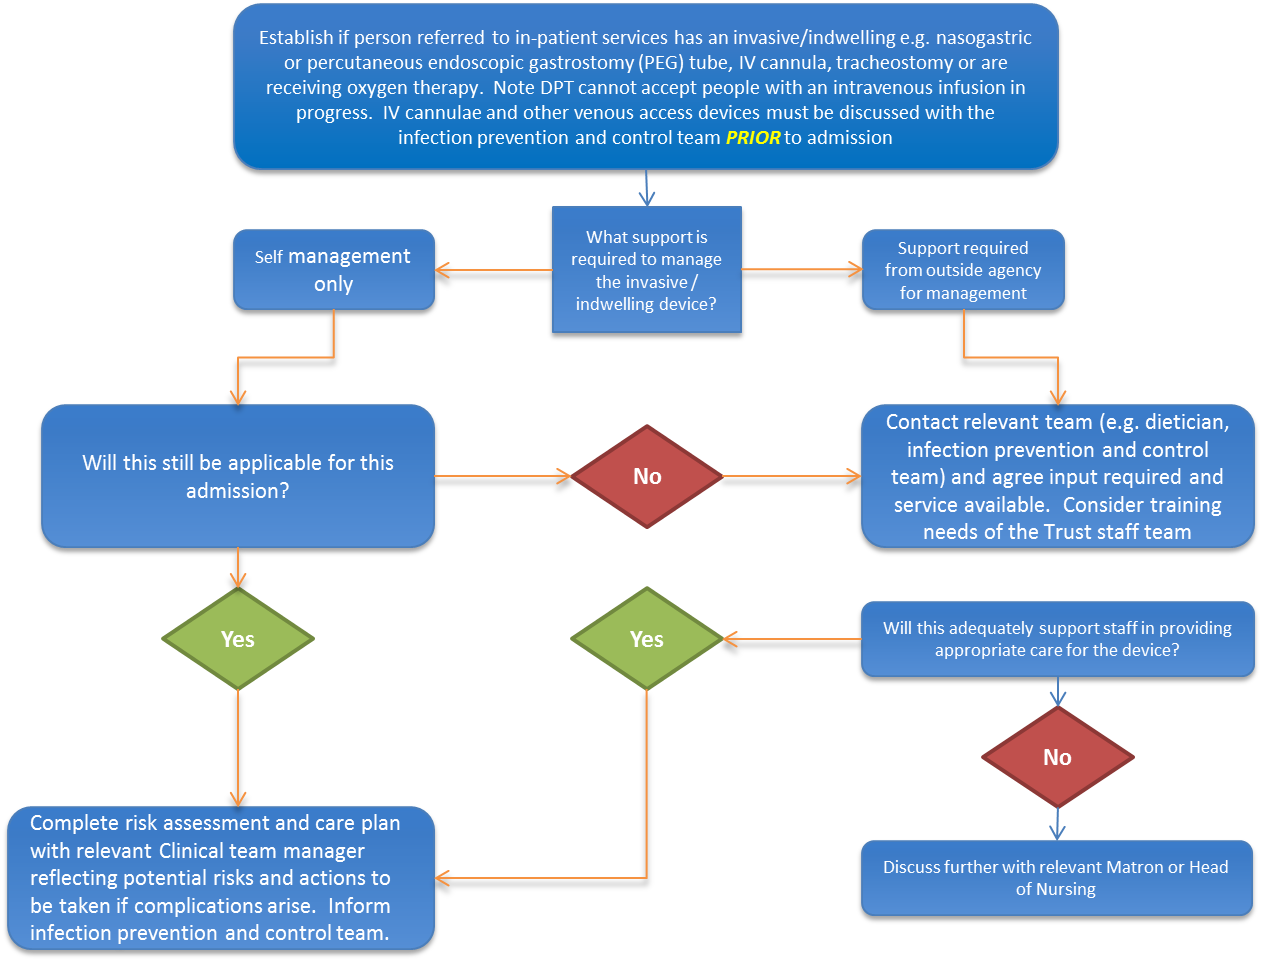 Establish if person referred to in-patient services has an invasive/indwelling e.g. nasogastric
or percutaneous endoscopic gastrostomy (PEG) tube, IV cannula, tracheostomy or are
receiving oxygen therapy.  Note DPT cannot accept people with an intravenous infusion in
progress.  IV cannulae and other venous access devices must be discussed with the
infection prevention and control team PRIOR to admission
What support is
required to manage
the invasive /
indwelling device?
Self management
only
Support required
from outside agency
for management
Will this still be applicable for this
admission?
No
Contact relevant team (e.g. dietician,
infection prevention and control
team) and agree input required and
service available.  Consider training
needs of the Trust staff team
Yes
Yes
Will this adequately support staff in providing
appropriate care for the device?
No
Complete risk assessment and care plan
with relevant Clinical team manager
reflecting potential risks and actions to
be taken if complications arise.  Inform
infection prevention and control team.
Discuss further with relevant Matron or Head
of Nursing